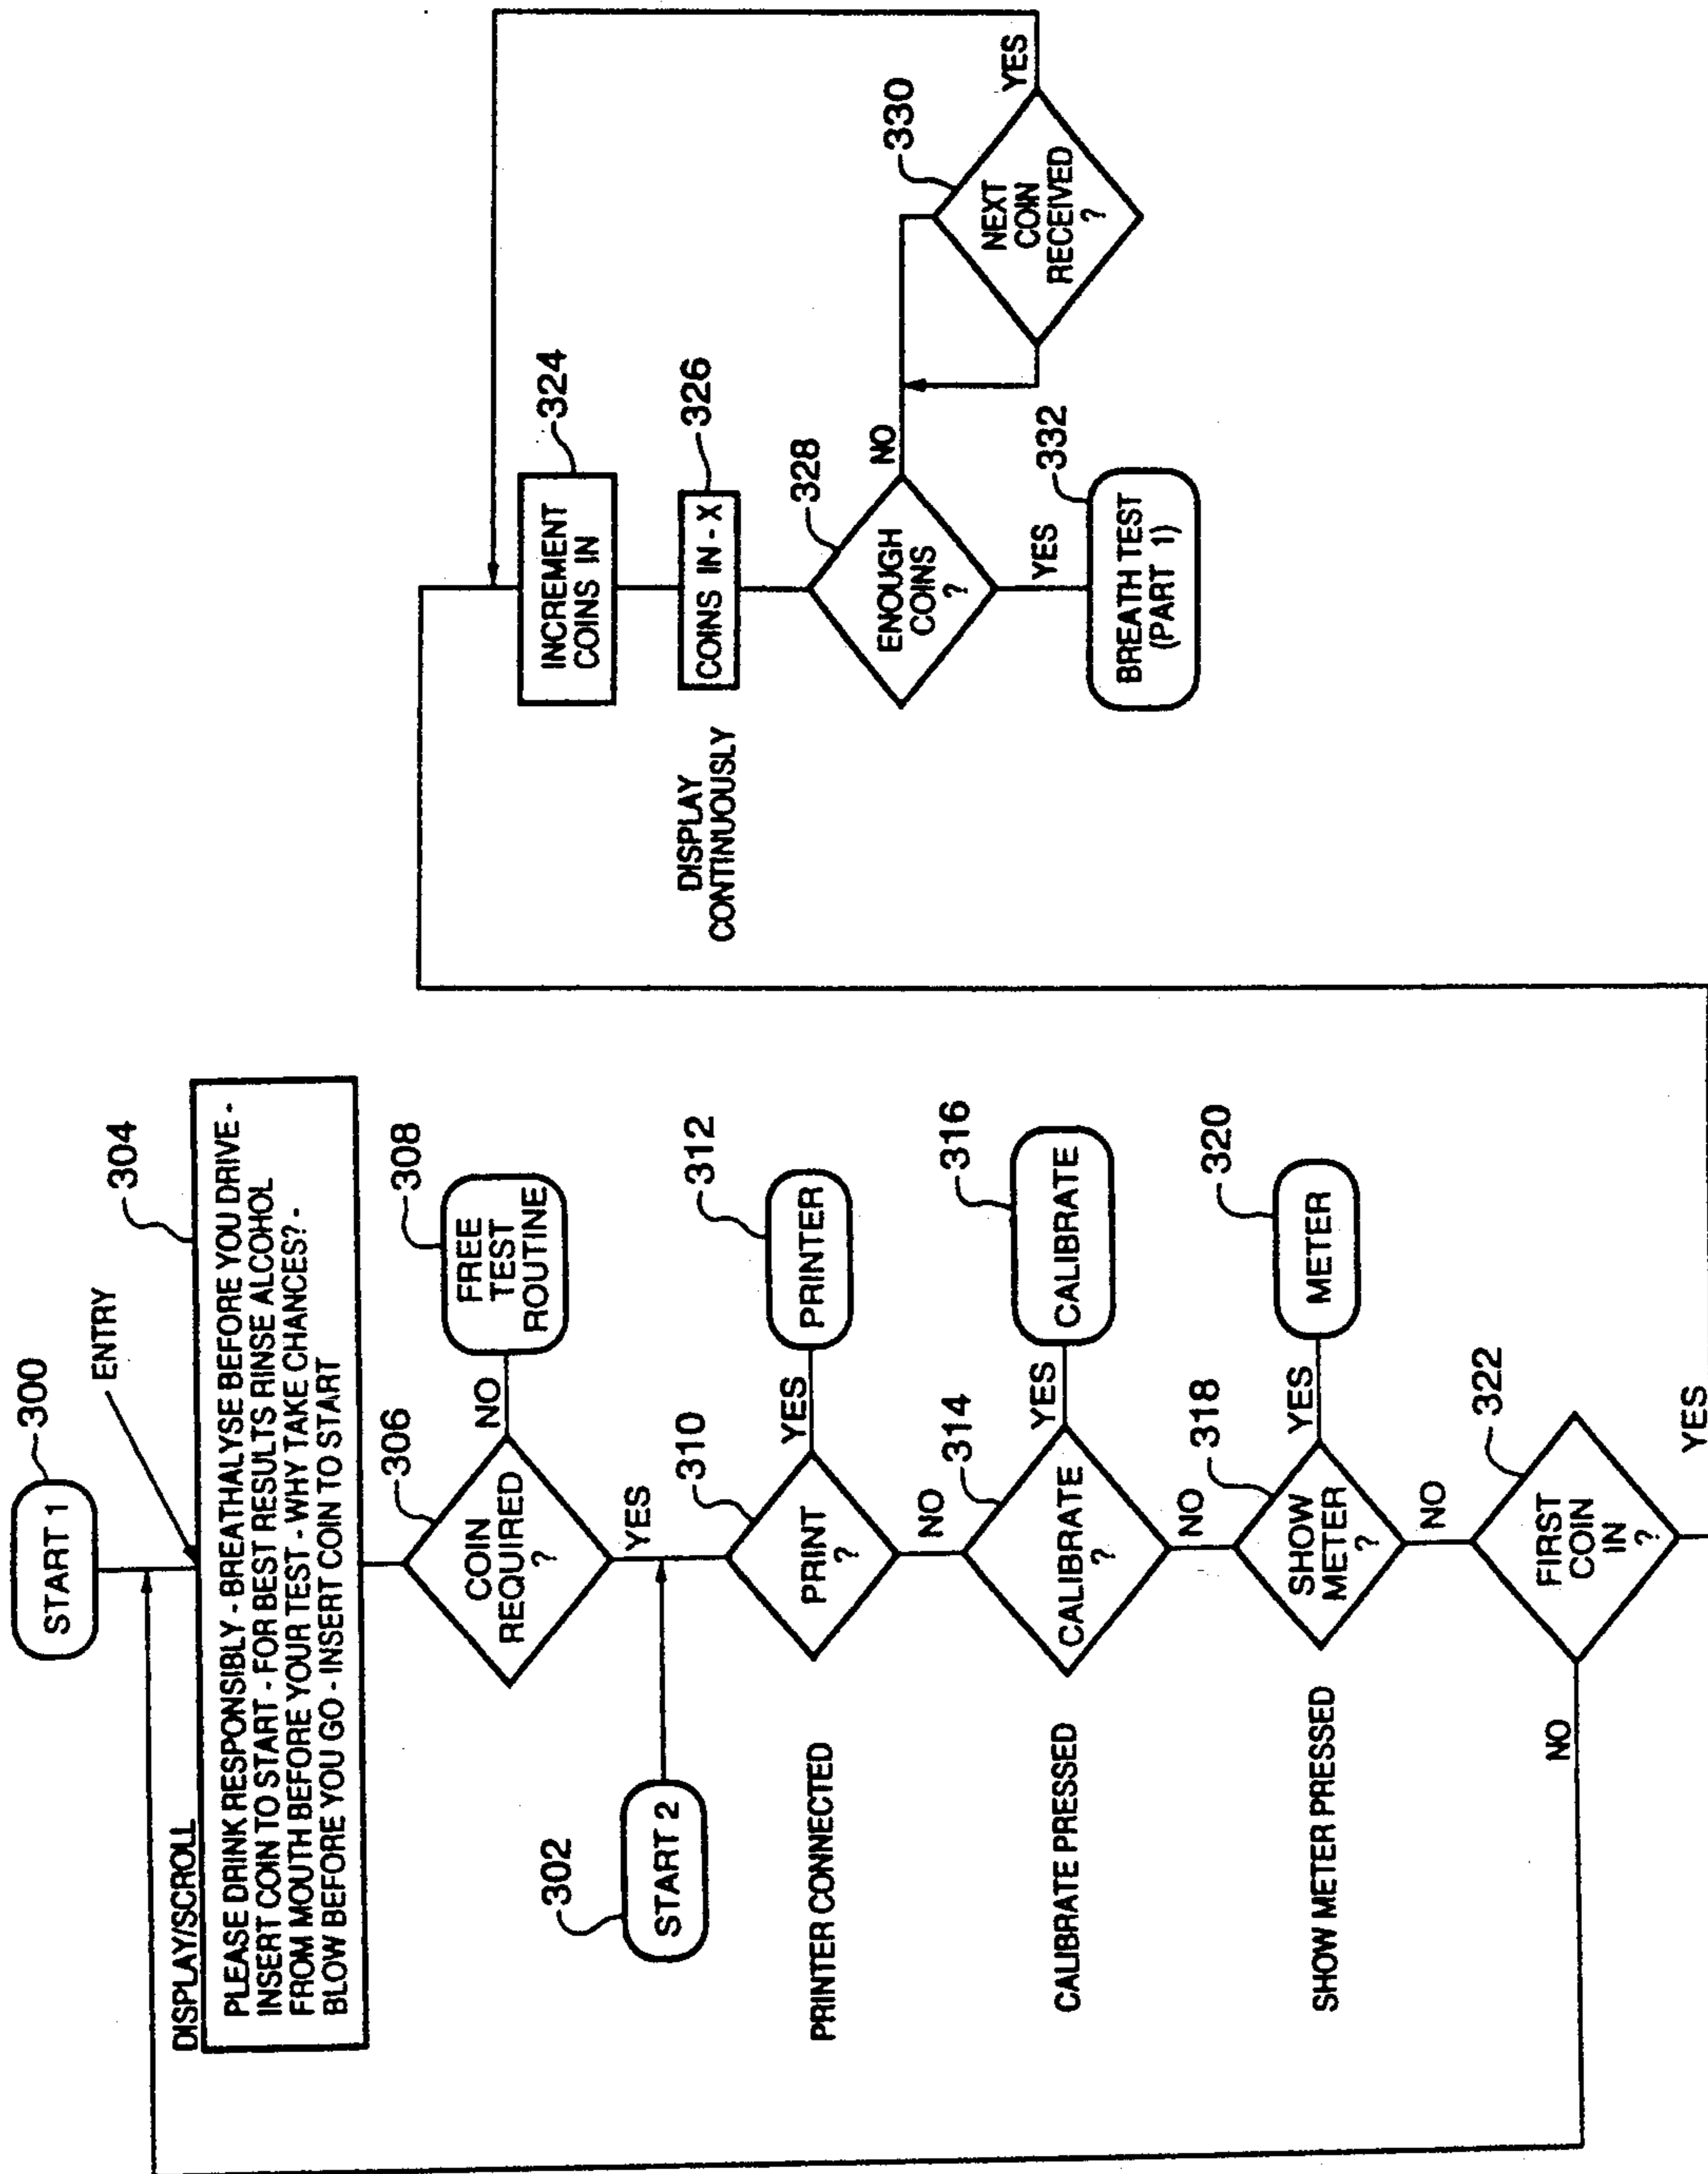 START 1
300
ENTRY
304
DISPLAY/SCROLL
PLEASE DRINK RESPONSIBLY - BREATHALYSE BEFORE YOU DRIVE -
INSERT COIN TO START - FOR BEST RESULTS RINSE ALCOHOL
FROM MOUTH BEFORE YOUR TEST - WHY TAKE CHANCES? -
BLOW BEFORE YOU GO - INSERT COIN TO START
306
COIN
REQUIRED
?
NO
308
FREE
TEST
ROUTINE
YES
302
START 2
PRINTER CONNECTED
310
PRINT
?
YES
312
PRINTER
NO
CALIBRATE PRESSED
314
CALIBRATE
?
YES
316
CALIBRATE
NO
SHOW METER PRESSED
318
SHOW
METER
?
YES
320
METER
NO
322
FIRST
COIN
IN
?
NO
YES
324
INCREMENT
COINS IN
326
COINS IN - X
DISPLAY
CONTINUOUSLY
328
ENOUGH
COINS
?
NO
330
NEXT
COIN
RECEIVED
?
YES
YES
332
BREATH TEST
(PART 1)